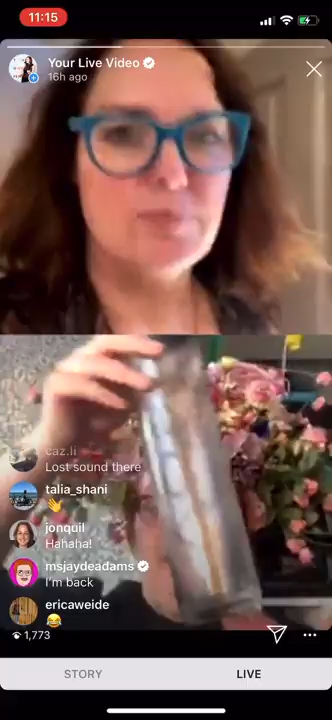 11:15
Your Live Video
16h ago
caz.li
Lost sound there
talia_shani
👋
jonquil
Hahaha!
msjaydeadams
I'm back
ericaweide
😂
1,773
STORY
LIVE